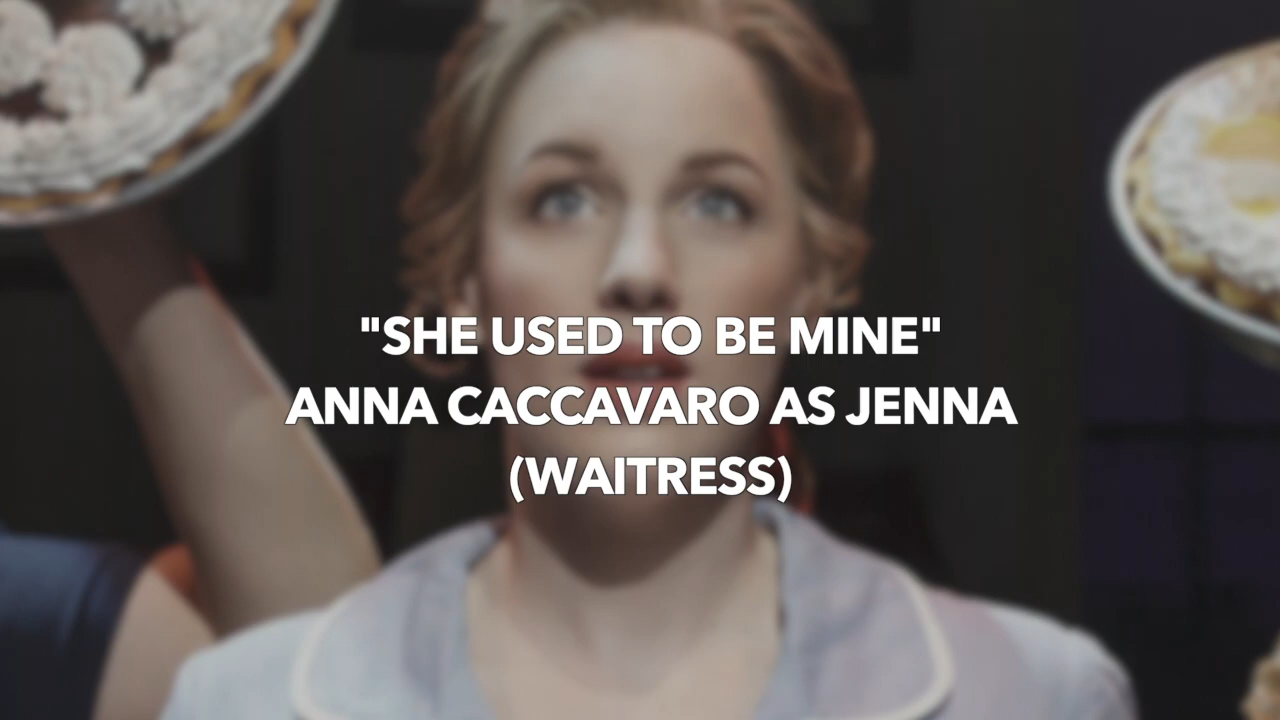 "SHE USED TO BE MINE"
ANNA CACCAVARO AS JENNA
(WAITRESS)